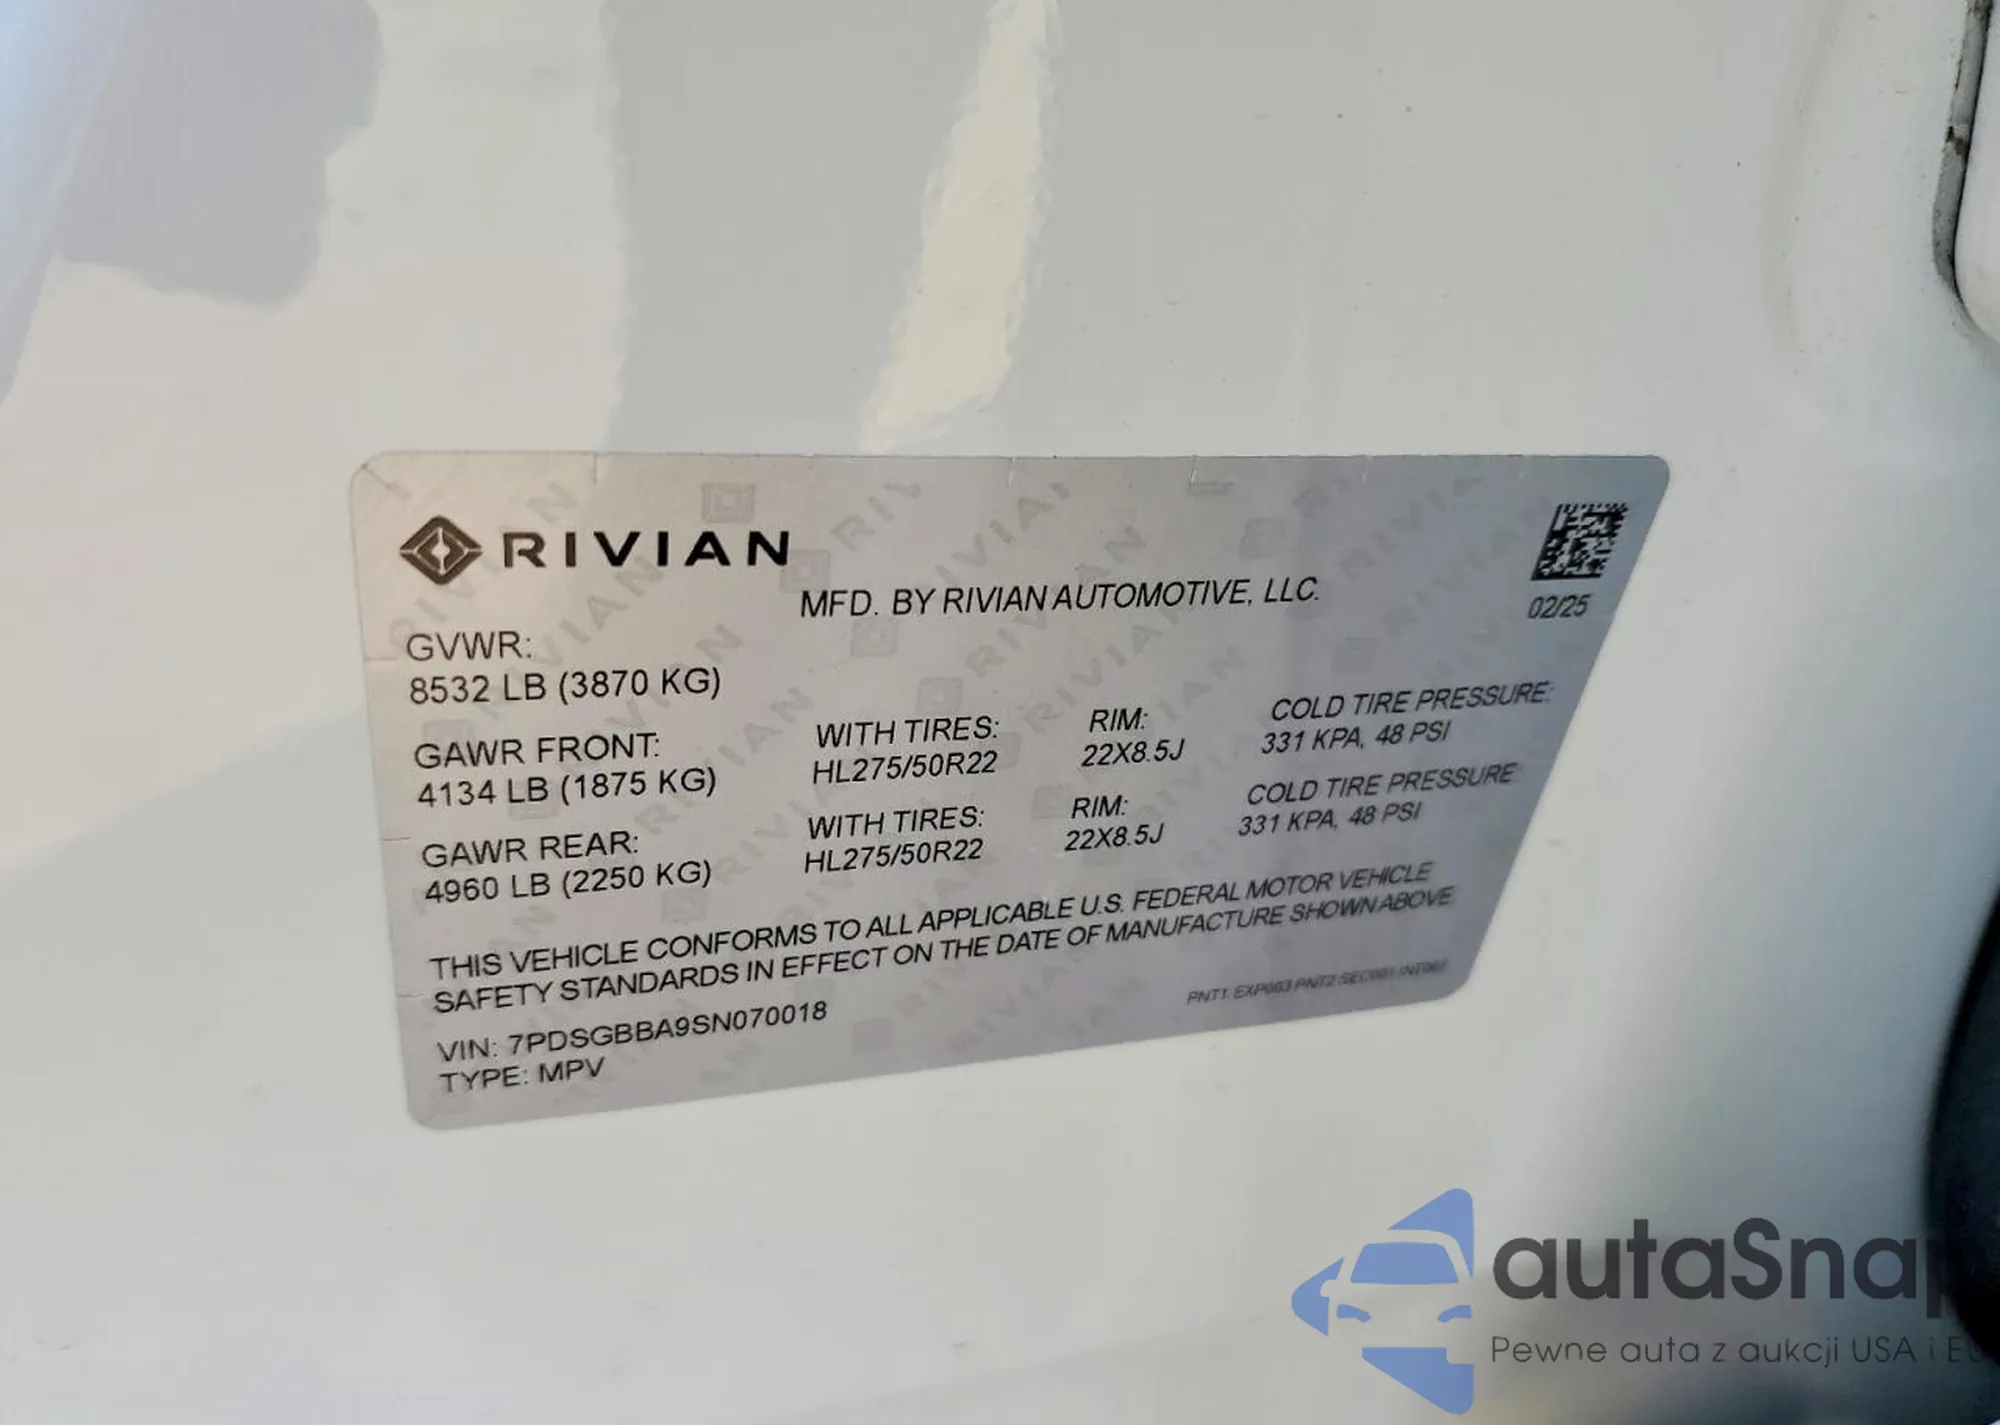 RIVIAN
MFD. BY RIVIAN AUTOMOTIVE, LLC.
02/25
GVWR:
8532 LB (3870 KG)
GAWR FRONT:
4134 LB (1875 KG)
WITH TIRES:
HL275/50R22
RIM:
22X8.5J
COLD TIRE PRESSURE:
331 KPA, 48 PSI
GAWR REAR:
4960 LB (2250 KG)
WITH TIRES:
HL275/50R22
RIM:
22X8.5J
COLD TIRE PRESSURE
331 KPA, 48 PSI
THIS VEHICLE CONFORMS TO ALL APPLICABLE U.S. FEDERAL MOTOR VEHICLE
SAFETY STANDARDS IN EFFECT ON THE DATE OF MANUFACTURE SHOWN ABOVE
PNT1 EXP003 PNT2
VIN: 7PDSGBBA9SN070018
TYPE: MPV
autaSnap
Pewne auta z aukcji USA i